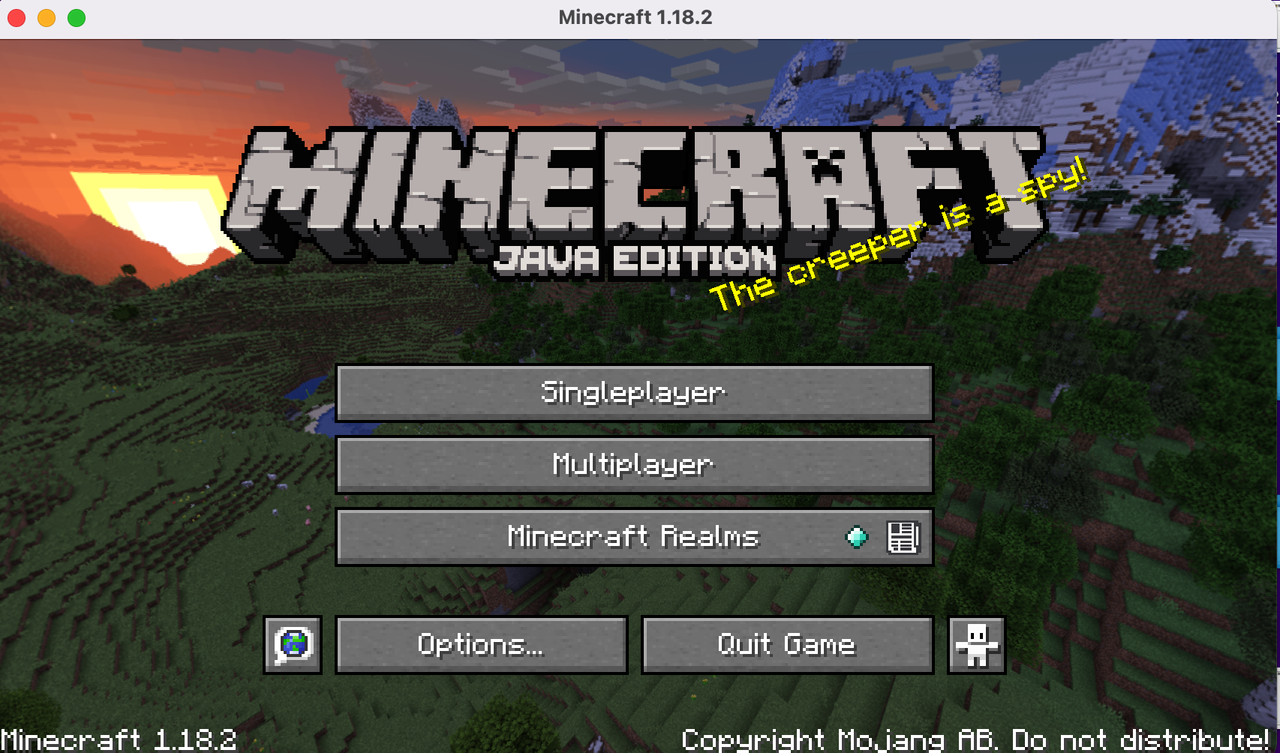 Minecraft 1.18.2
MINECRAFT
JAVA EDITION
The creeper is a spy!
Singleplayer
Multiplayer
Minecraft Realms
Options...
Quit Game
Minecraft 1.18.2
Copyright Mojang AB. Do not distribute!